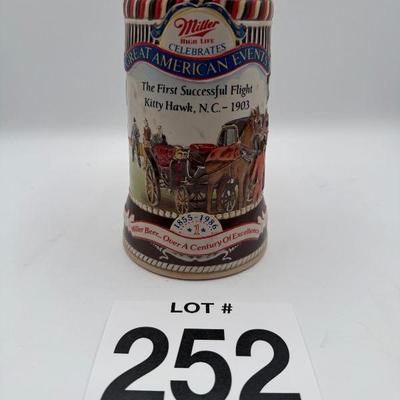 Miller
HIGH LIFE
CELEBRATES
GREAT AMERICAN EVENTS
The First Successful Flight
Kitty Hawk, N.C. - 1903
1855-1986
1
Miller Beer... Over A Century Of Excellence
LOT #
252